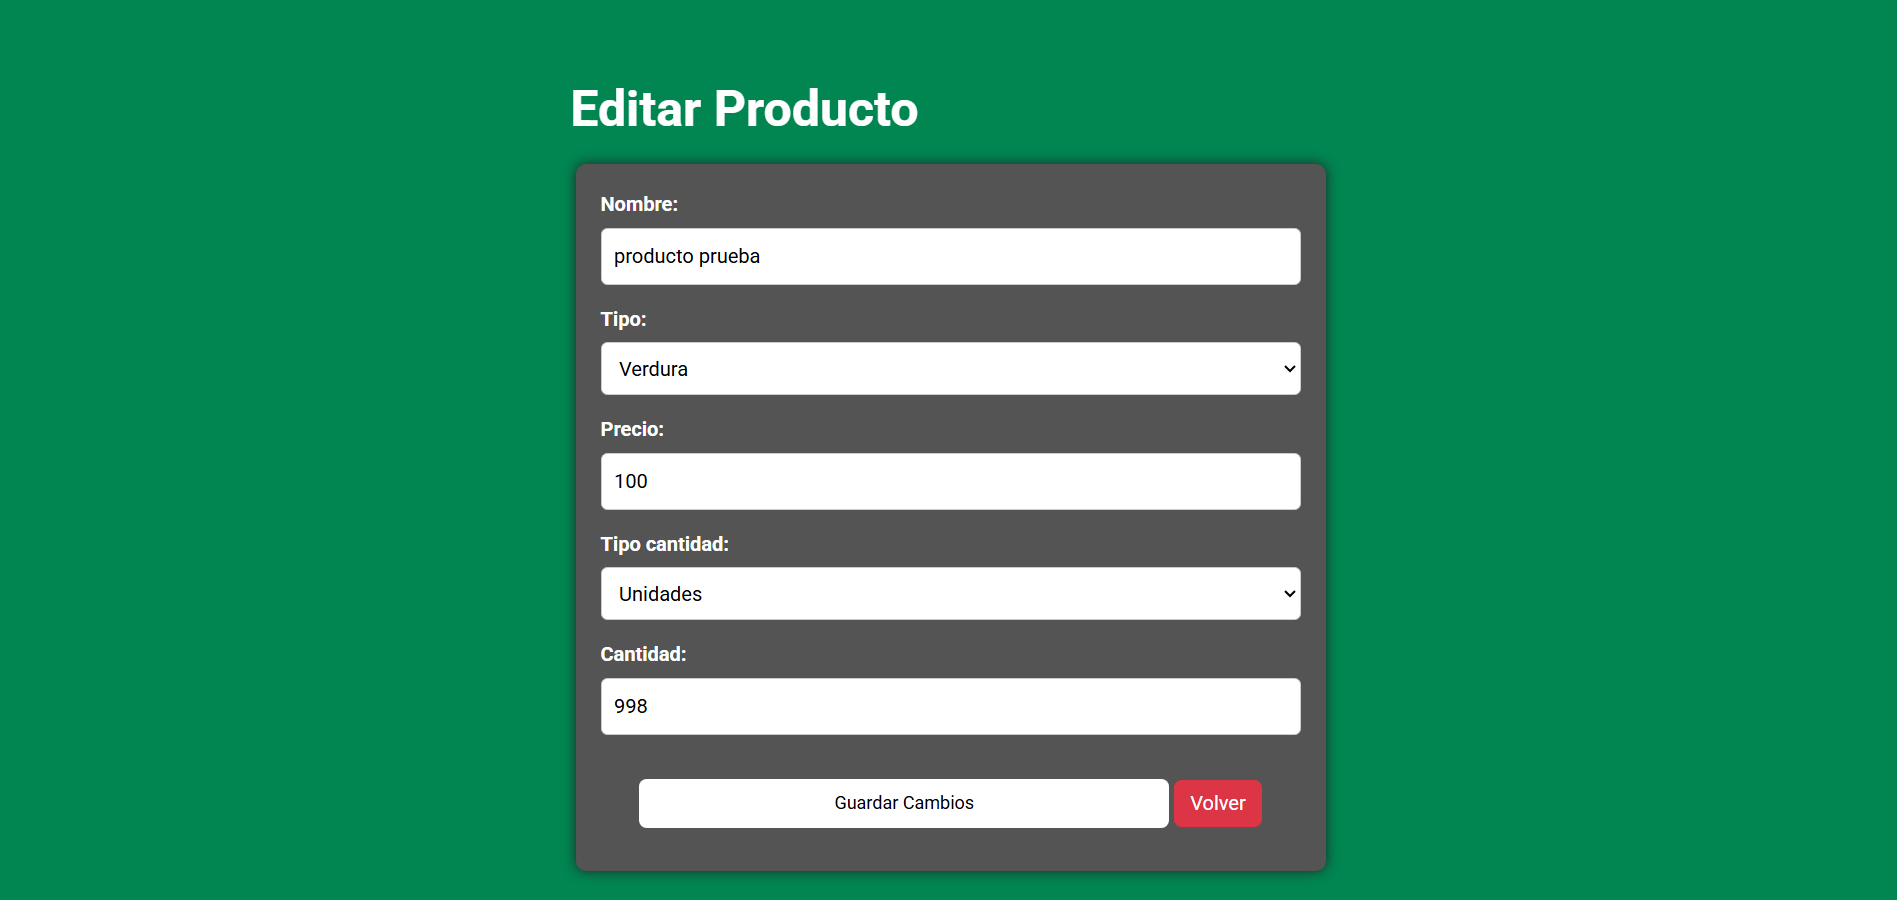 Editar Producto
Nombre:
producto prueba
Tipo:
Verdura
Precio:
100
Tipo cantidad:
Unidades
Cantidad:
998
Guardar Cambios Volver